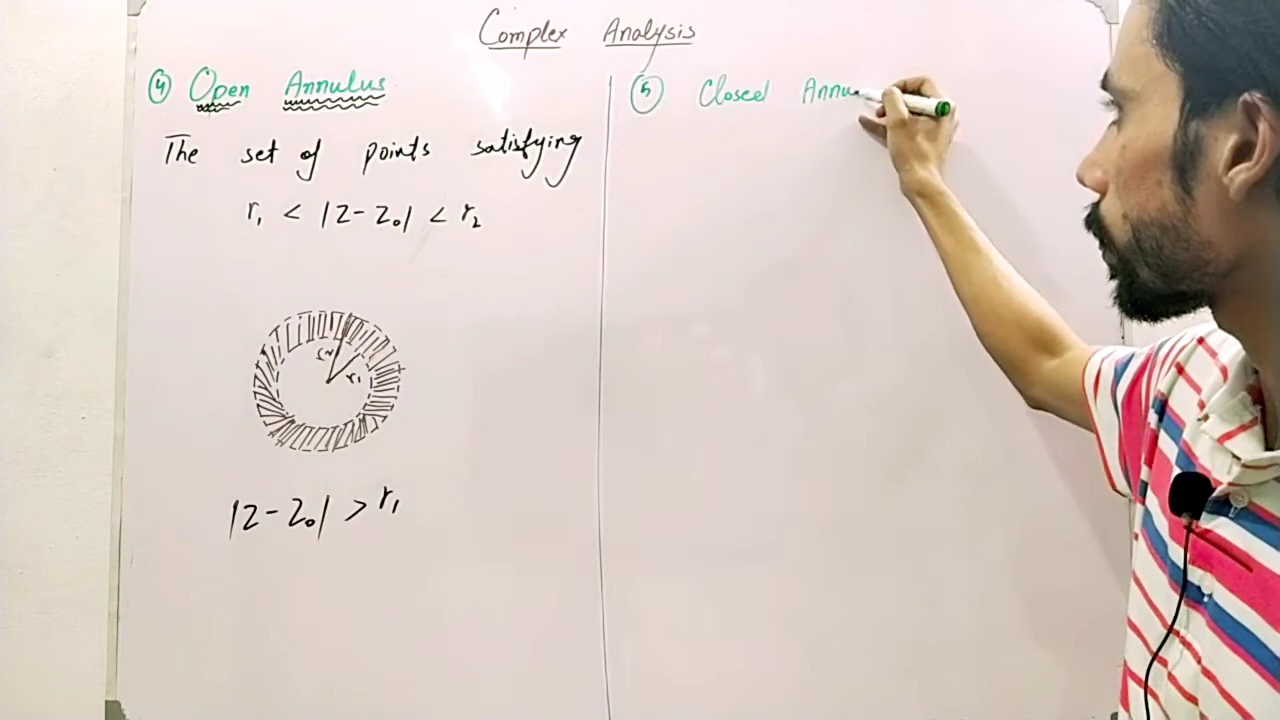 Complex Analysis
④ Open Annulus
The set of points satisfying
r₁ < |z - z₀| < r₂
r₂
r₁
|z - z₀| > r₁
⑤ Closed Annu